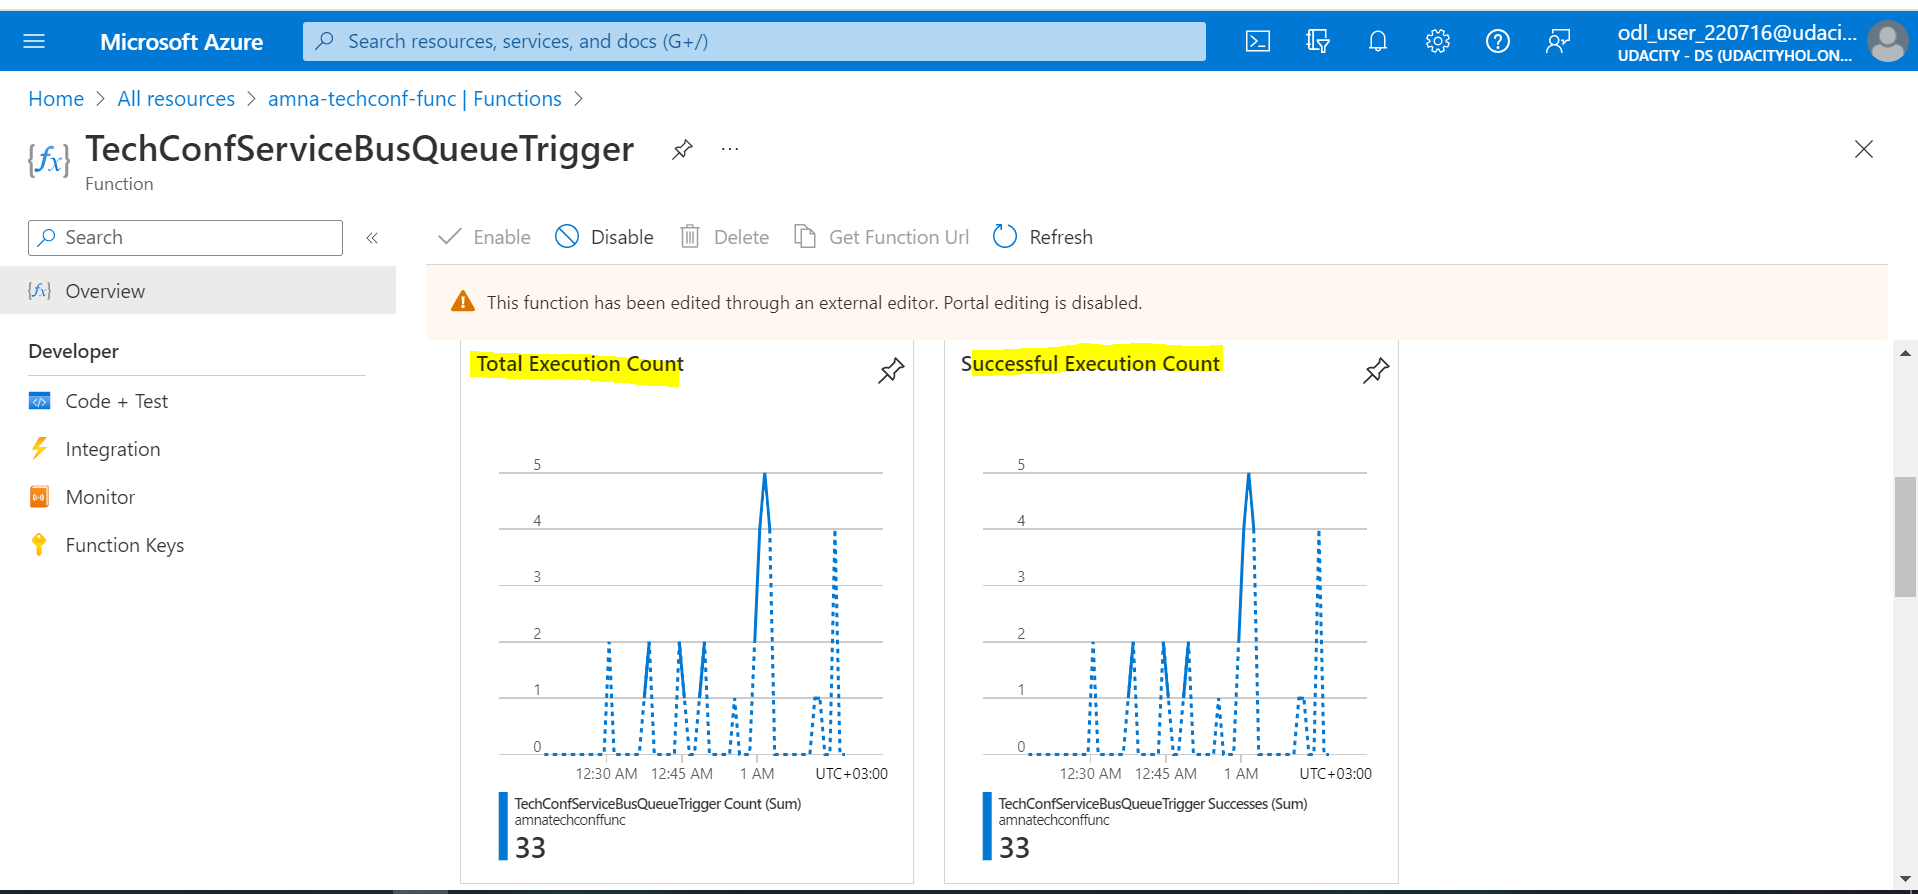 Microsoft Azure
Search resources, services, and docs (G+/)
odl_user_220716@udaci...
UDACITY - DS (UDACITYHOL.ON...
Home > All resources > amna-techconf-func | Functions >
{fx} TechConfServiceBusQueueTrigger ...
Function
Search «
Enable Disable Delete Get Function Url Refresh
{fx} Overview
This function has been edited through an external editor. Portal editing is disabled.
Developer
Code + Test
Integration
Monitor
Function Keys
Total Execution Count
5
4
3
2
1
0
12:30 AM 12:45 AM 1 AM UTC+03:00
TechConfServiceBusQueueTrigger Count (Sum)
amnatechconffunc
33
Successful Execution Count
5
4
3
2
1
0
12:30 AM 12:45 AM 1 AM UTC+03:00
TechConfServiceBusQueueTrigger Successes (Sum)
amnatechconffunc
33